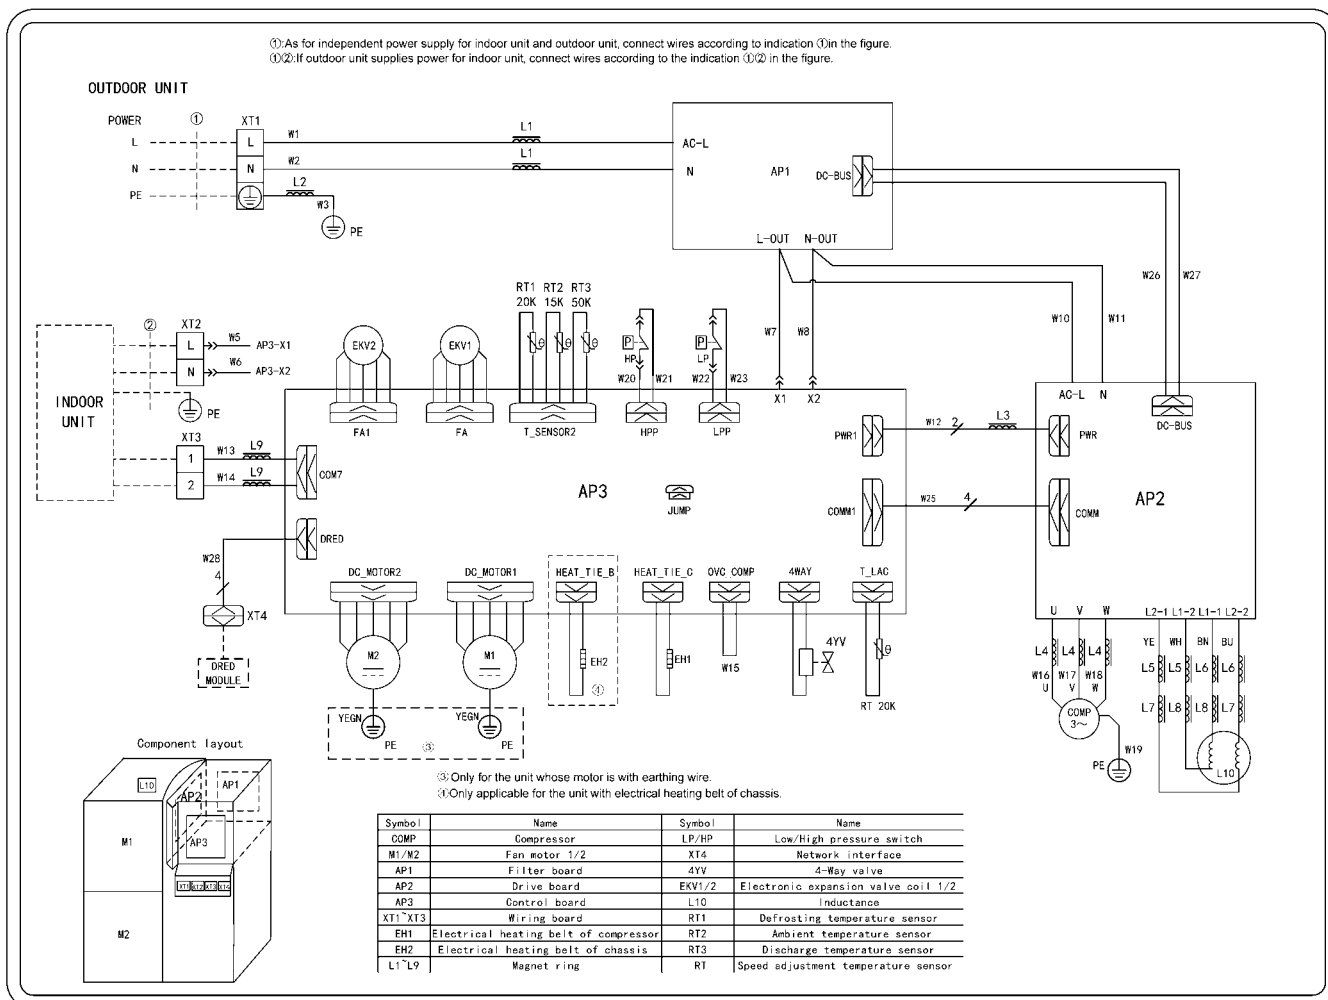 ①:As for independent power supply for indoor unit and outdoor unit, connect wires according to indication ①in the figure.
①②:If outdoor unit supplies power for indoor unit, connect wires according to the indication ①② in the figure.
OUTDOOR UNIT
POWER ① XT1
L L W1 L1 AC-L
N N W2 L1 N AP1 DC-BUS
PE L2
W3
PE
L-OUT N-OUT
W26 W27
RT1 RT2 RT3
20K 15K 50K
θ θ θ
② XT2
L W5 AP3-X1
N W6 AP3-X2
PE
INDOOR
UNIT
EKV2 EKV1
P HP P LP
W20 W21 W22 W23
W7 W8 W10 W11
X1 X2
FA1 FA T_SENSOR2 HPP LPP
AC-L N
DC-BUS
XT3
1 W13 L9
2 W14 L9
COM7
PWR1 W12 2 L3 PWR
AP3
JUMP
COMM1 W25 4 COMM
AP2
DRED
W28
4
XT4
DRED
MODULE
DC_MOTOR2 DC_MOTOR1 HEAT_TIE_B HEAT_TIE_C OVC_COMP 4WAY T_LAC
M2 M1 EH2 EH1 W15 4YV θ
④
RT 20K
YEGN YEGN
PE PE
③
U V W L2-1 L1-2 L1-1 L2-2
YE WH BN BU
L4 L4 L4 L5 L5 L6 L6
W16 W17 W18
U V W
L7 L8 L8 L7
COMP
3~
W19
PE
L10
③Only for the unit whose motor is with earthing wire.
①Only applicable for the unit with electrical heating belt of chassis.
Component layout
L10 AP1
AP2
M1 AP3
XT1 XT2 XT3 XT4
M2
Symbol Name Symbol Name
COMP Compressor LP/HP Low/High pressure switch
M1/M2 Fan motor 1/2 XT4 Network interface
AP1 Filter board 4YV 4-Way valve
AP2 Drive board EKV1/2 Electronic expansion valve coil 1/2
AP3 Control board L10 Inductance
XT1~XT3 Wiring board RT1 Defrosting temperature sensor
EH1 Electrical heating belt of compressor RT2 Ambient temperature sensor
EH2 Electrical heating belt of chassis RT3 Discharge temperature sensor
L1~L9 Magnet ring RT Speed adjustment temperature sensor